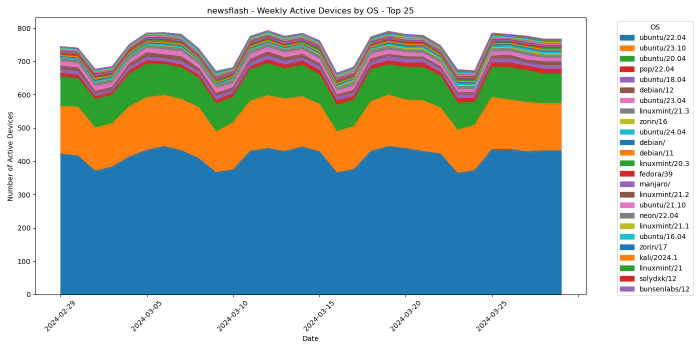 newsflash - Weekly Active Devices by OS - Top 25
Number of Active Devices
800
700
600
500
400
300
200
100
0
2024-02-29
2024-03-05
2024-03-10
2024-03-15
2024-03-20
2024-03-25
Date
OS
ubuntu/22.04
ubuntu/23.10
ubuntu/20.04
pop/22.04
ubuntu/18.04
debian/12
ubuntu/23.04
linuxmint/21.3
zorin/16
ubuntu/24.04
debian/
debian/11
linuxmint/20.3
fedora/39
manjaro/
linuxmint/21.2
ubuntu/21.10
neon/22.04
linuxmint/21.1
ubuntu/16.04
zorin/17
kali/2024.1
linuxmint/21
solydxk/12
bunsenlabs/12